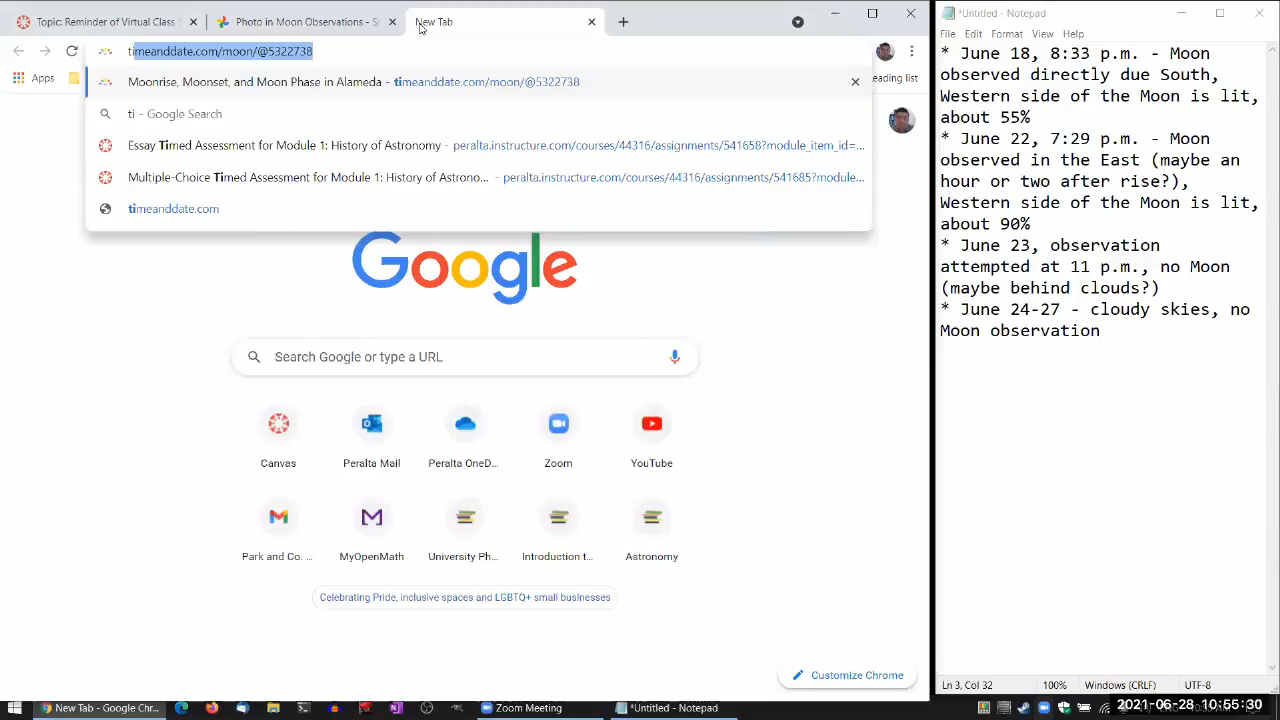 Topic: Reminder of Virtual Class
PhotoInIXL Observations - S
New Tab
timeanddate.com/moon/@5322738
Apps
eading list
Moonrise, Moonset, and Moon Phase in Alameda - timeanddate.com/moon/@5322738
ti - Google Search
Essay Timed Assessment for Module 1: History of Astronomy - peralta.instructure.com/courses/44316/assignments/541658?module_item_id=...
Multiple-Choice Timed Assessment for Module 1: History of Astrono... - peralta.instructure.com/courses/44316/assignments/541685?module...
timeanddate.com
Google
Search Google or type a URL
Canvas
Peralta Mail
Peralta OneD...
Zoom
YouTube
Park and Co. ...
MyOpenMath
University Ph...
Introduction t...
Astronomy
Celebrating Pride, inclusive spaces and LGBTQ+ small businesses
Customize Chrome
*Untitled - Notepad
File Edit Format View Help
* June 18, 8:33 p.m. - Moon
observed directly due South,
Western side of the Moon is lit,
about 55%
* June 22, 7:29 p.m. - Moon
observed in the East (maybe an
hour or two after rise?),
Western side of the Moon is lit,
about 90%
* June 23, observation
attempted at 11 p.m., no Moon
(maybe behind clouds?)
* June 24-27 - cloudy skies, no
Moon observation
Ln 3, Col 32
100%
Windows (CRLF)
UTF-8
New Tab - Google Chr...
Zoom Meeting
*Untitled - Notepad
2021-06-28 10:55:30